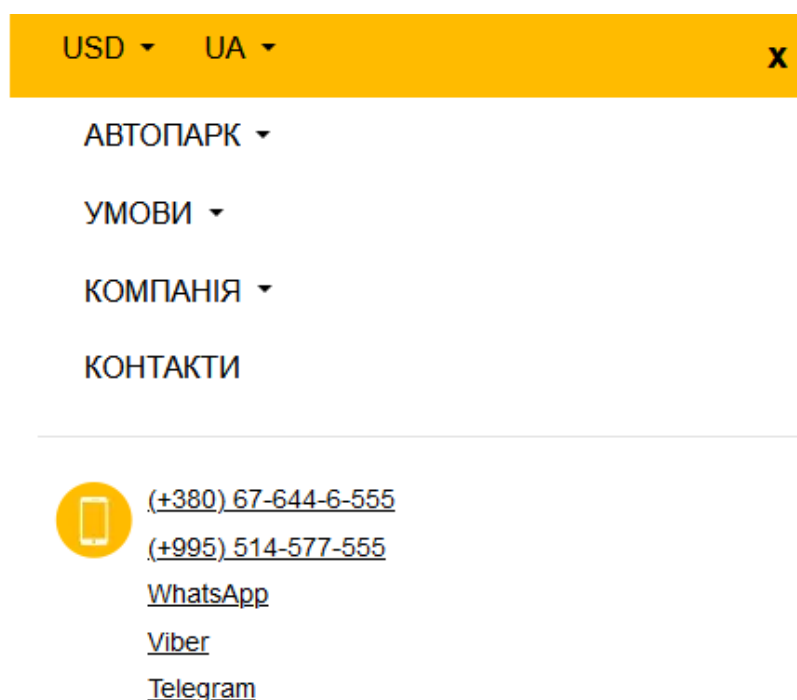 USD UA x
АВТОПАРК
УМОВИ
КОМПАНІЯ
КОНТАКТИ
(+380) 67-644-6-555
(+995) 514-577-555
WhatsApp
Viber
Telegram